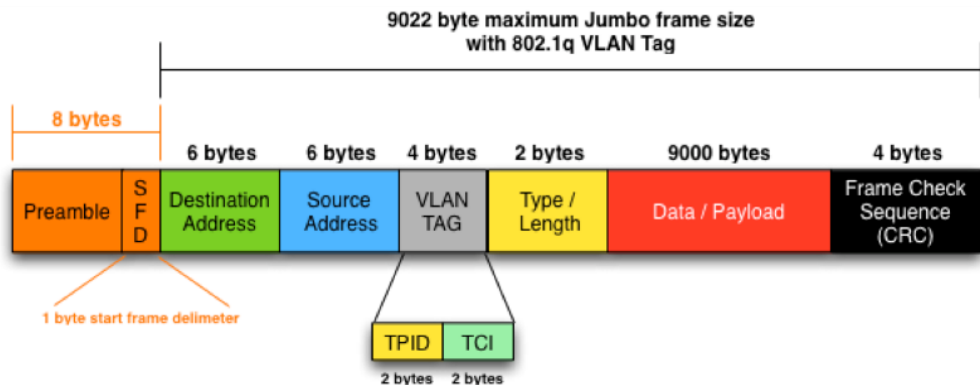 9022 byte maximum Jumbo frame size
with 802.1q VLAN Tag
8 bytes
6 bytes
6 bytes
4 bytes
2 bytes
9000 bytes
4 bytes
Preamble
S
F
D
Destination
Address
Source
Address
VLAN
TAG
Type /
Length
Data / Payload
Frame Check
Sequence
(CRC)
1 byte start frame delimeter
TPID
TCI
2 bytes
2 bytes